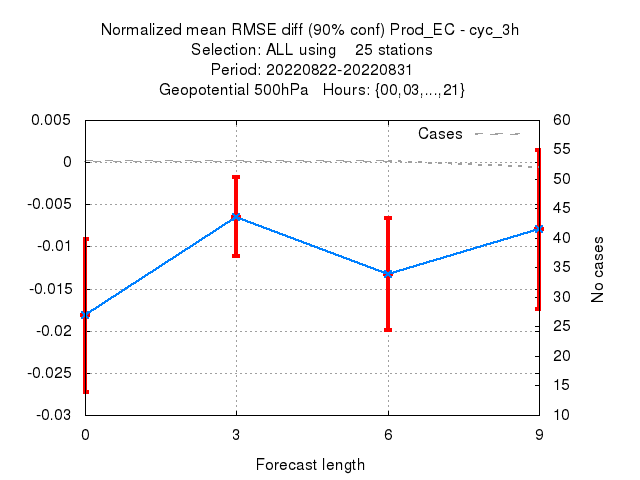 Normalized mean RMSE diff (90% conf) Prod_EC - cyc_3h
Selection: ALL using    25 stations
Period: 20220822-20220831
Geopotential 500hPa   Hours: {00,03,...,21}
Cases
0.005
0
-0.005
-0.01
-0.015
-0.02
-0.025
-0.03
60
55
50
45
40
35
30
25
20
15
10
No cases
0 3 6 9
Forecast length